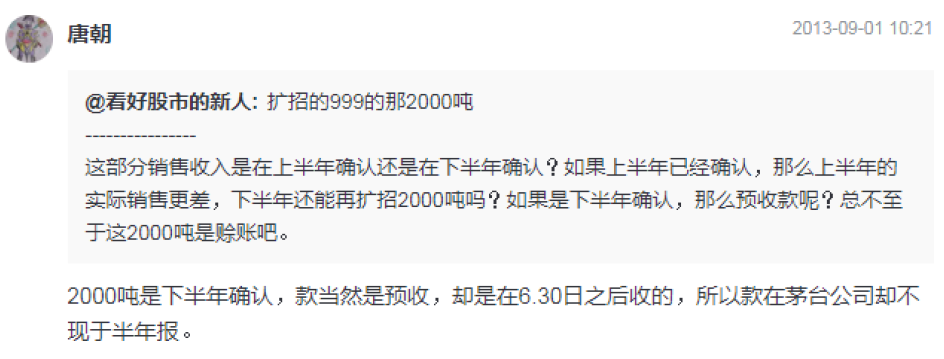 唐朝
2013-09-01 10:21
@看好股市的新人: 扩招的999的那2000吨
----------------
这部分销售收入是在上半年确认还是在下半年确认？如果上半年已经确认，那么上半年的
实际销售更差，下半年还能再扩招2000吨吗？如果是下半年确认，那么预收款呢？总不至
于这2000吨是赊账吧。
2000吨是下半年确认，款当然是预收，却是在6.30日之后收的，所以款在茅台公司却不
现于半年报。